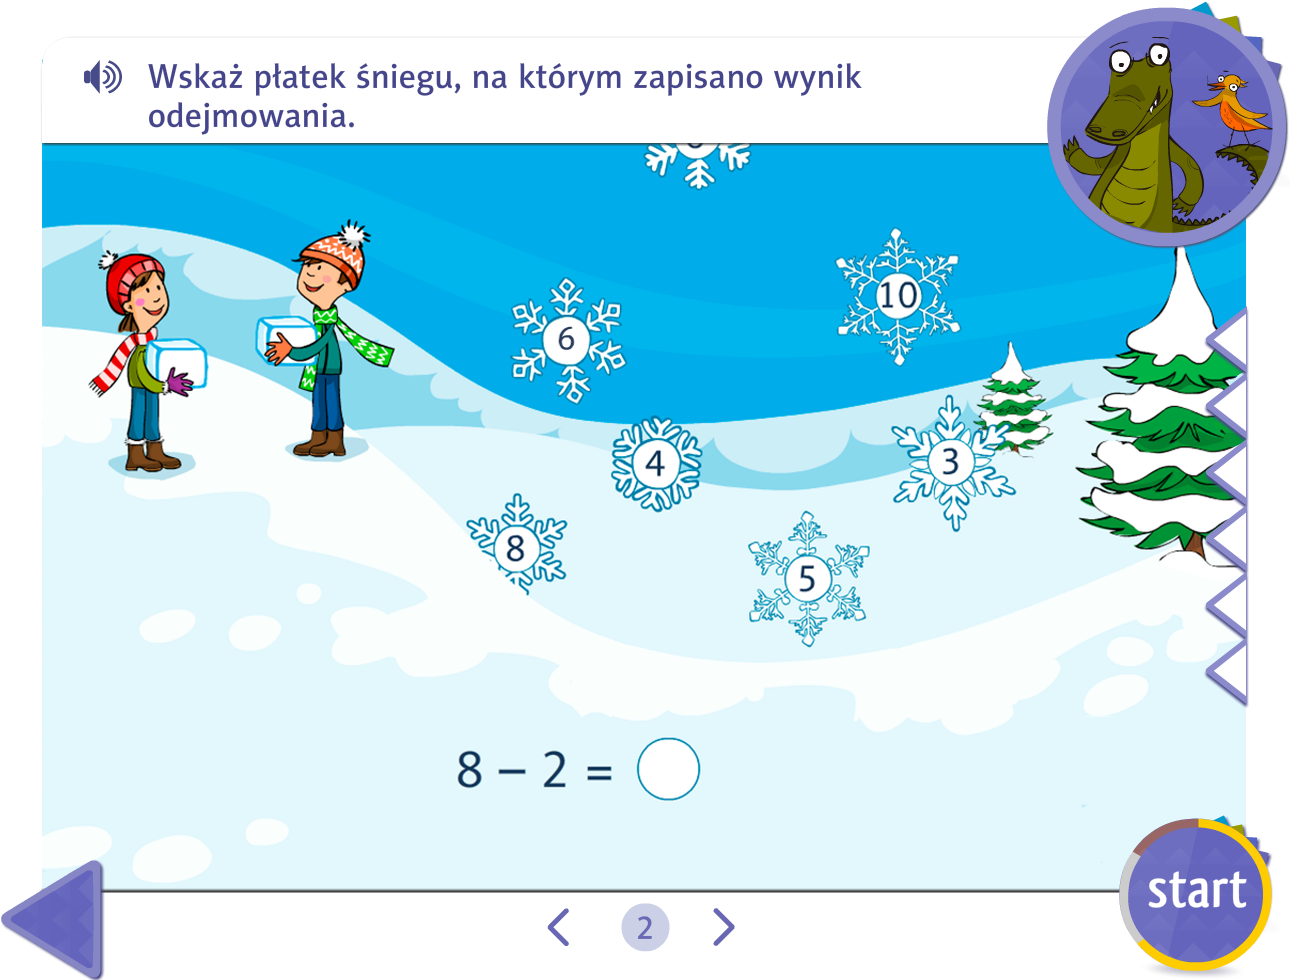 Wskaż płatek śniegu, na którym zapisano wynik
odejmowania.
10
6
4
3
8
5
8 – 2 =
start
2